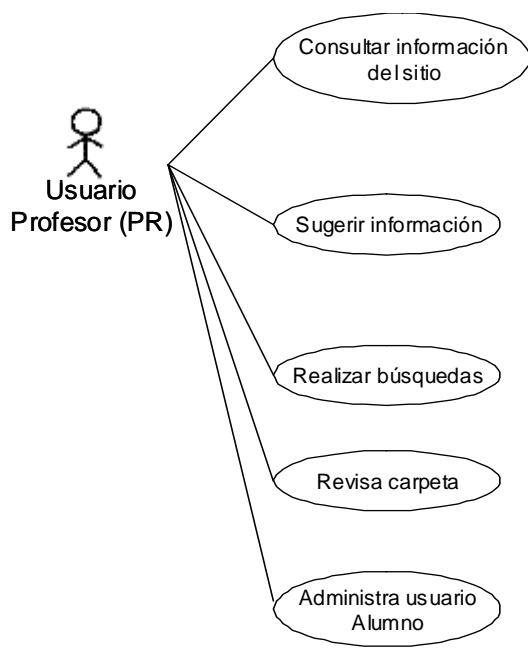 Consultar información
del sitio
Usuario
Profesor (PR)
Sugerir información
Realizar búsquedas
Revisa carpeta
Administra usuario
Alumno